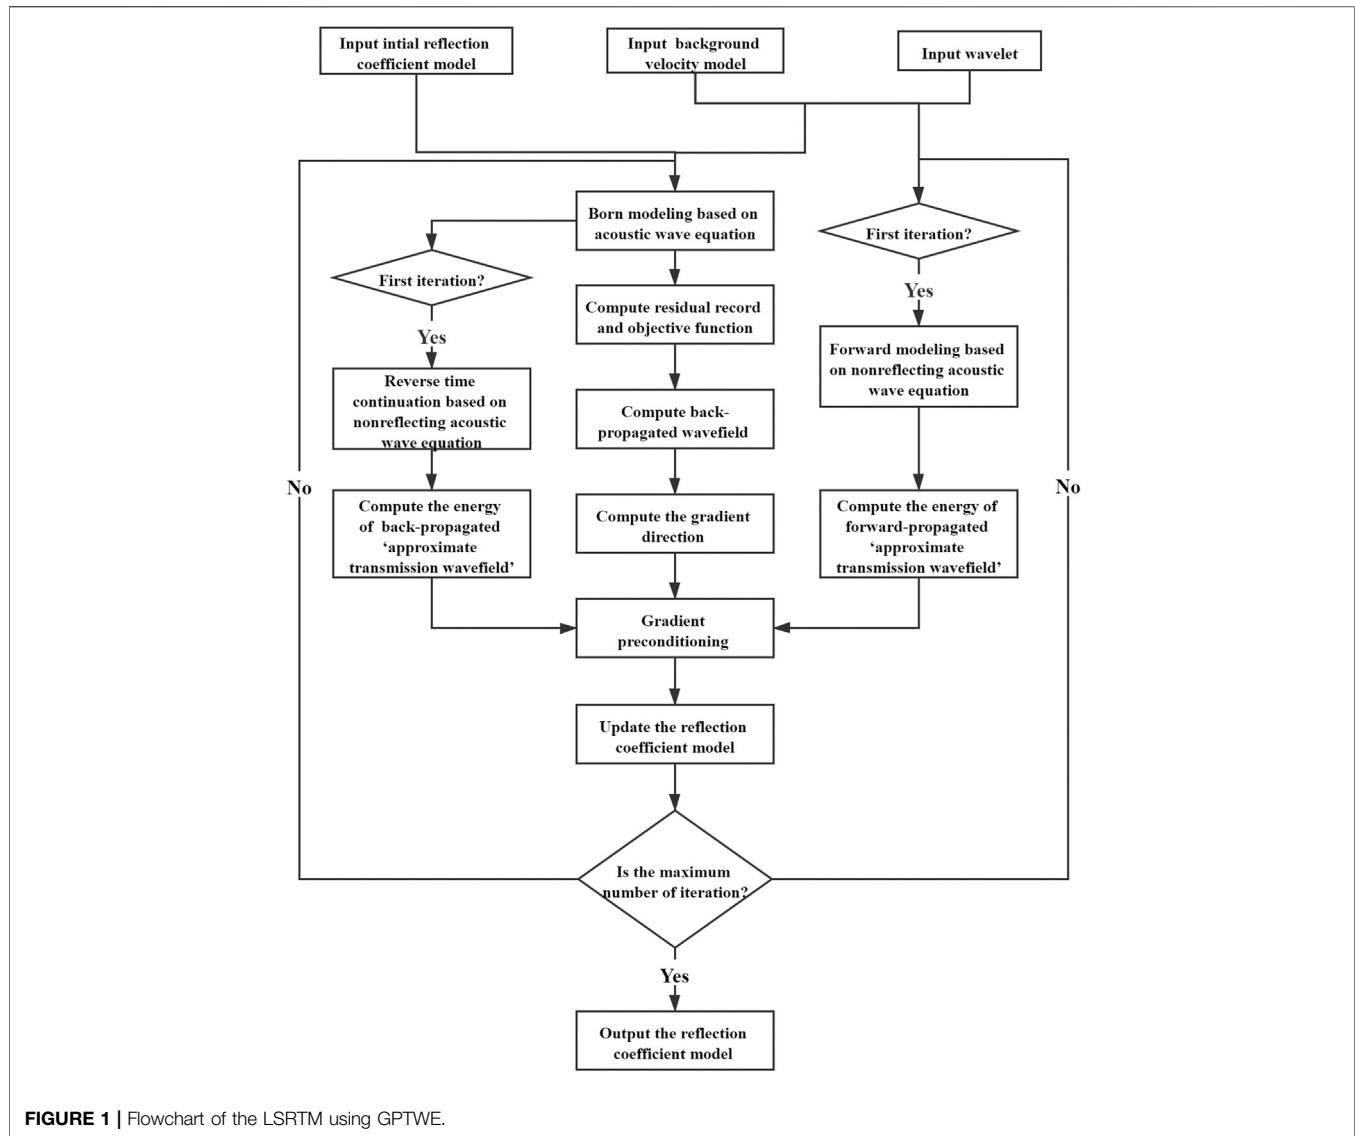 Input intial reflection
coefficient model
Input background
velocity model
Input wavelet
Born modeling based on
acoustic wave equation
First iteration?
First iteration?
Yes
Compute residual record
and objective function
Yes
Forward modeling based
on nonreflecting acoustic
wave equation
Reverse time
continuation based on
nonreflecting acoustic
wave equation
Compute back-
propagated wavefield
No
No
Compute the energy
of back-propagated
‘approximate
transmission wavefield’
Compute the gradient
direction
Compute the energy of
forward-propagated
‘approximate
transmission wavefield’
Gradient
preconditioning
Update the reflection
coefficient model
Is the maximum
number of iteration?
Yes
Output the reflection
coefficient model
FIGURE 1 | Flowchart of the LSRTM using GPTWE.